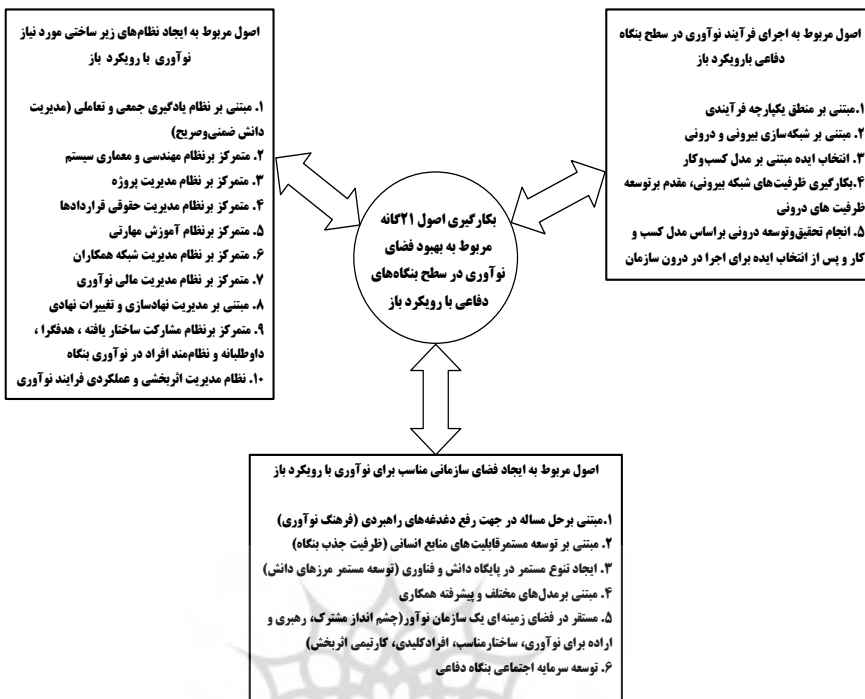 اصول مربوط به اجرای فرآیند نوآوری در سطح بنگاه
دفاعی بارویکرد باز
۱.مبتنی بر منطق یکپارچه فرآیندی
۲. مبتنی بر شبکه‌سازی بیرونی و درونی
۳. انتخاب ایده مبتنی بر مدل کسب‌وکار
۴.بکارگیری ظرفیت‌های شبکه بیرونی، مقدم برتوسعه
ظرفیت های درونی
۵. انجام تحقیق‌وتوسعه درونی براساس مدل کسب و
کار و پس از انتخاب ایده برای اجرا در درون سازمان
اصول مربوط به ایجاد نظام‌های زیر ساختی مورد نیاز
نوآوری با رویکرد باز
۱. مبتنی بر نظام یادگیری جمعی و تعاملی (مدیریت
دانش ضمنی‌وصریح)
۲. متمرکز برنظام مهندسی و معماری سیستم
۳. متمرکز بر نظام مدیریت پروژه
۴. متمرکز برنظام مدیریت حقوقی قراردادها
۵. متمرکز برنظام آموزش مهارتی
۶. متمرکز بر نظام مدیریت شبکه همکاران
۷. متمرکز بر نظام مدیریت مالی نوآوری
۸. مبتنی بر مدیریت نهادسازی و تغییرات نهادی
۹. متمرکز برنظام مشارکت ساختار یافته ، هدفگرا ،
داوطلبانه و نظام‌مند افراد در نوآوری بنگاه
۱۰. نظام مدیریت اثربخشی و عملکردی فرایند نوآوری
بکارگیری اصول ۲۱گانه
مربوط به بهبود فضای
نوآوری در سطح بنگاه‌های
دفاعی با رویکرد باز
اصول مربوط به ایجاد فضای سازمانی مناسب برای نوآوری با رویکرد باز
۱.مبتنی برحل مساله در جهت رفع دغدغه‌های راهبردی (فرهنگ نوآوری)
۲. مبتنی بر توسعه مستمرقابلیت‌های منابع انسانی (ظرفیت جذب بنگاه)
۳. ایجاد تنوع مستمر در پایگاه دانش و فناوری (توسعه مستمر مرزهای دانش)
۴. مبتنی برمدل‌های مختلف و پیشرفته همکاری
۵. مستقر در فضای زمینه‌ای یک سازمان نوآور(چشم انداز مشترک، رهبری و
اراده برای نوآوری، ساختارمناسب، افرادکلیدی، کارتیمی اثربخش)
۶. توسعه سرمایه اجتماعی بنگاه دفاعی